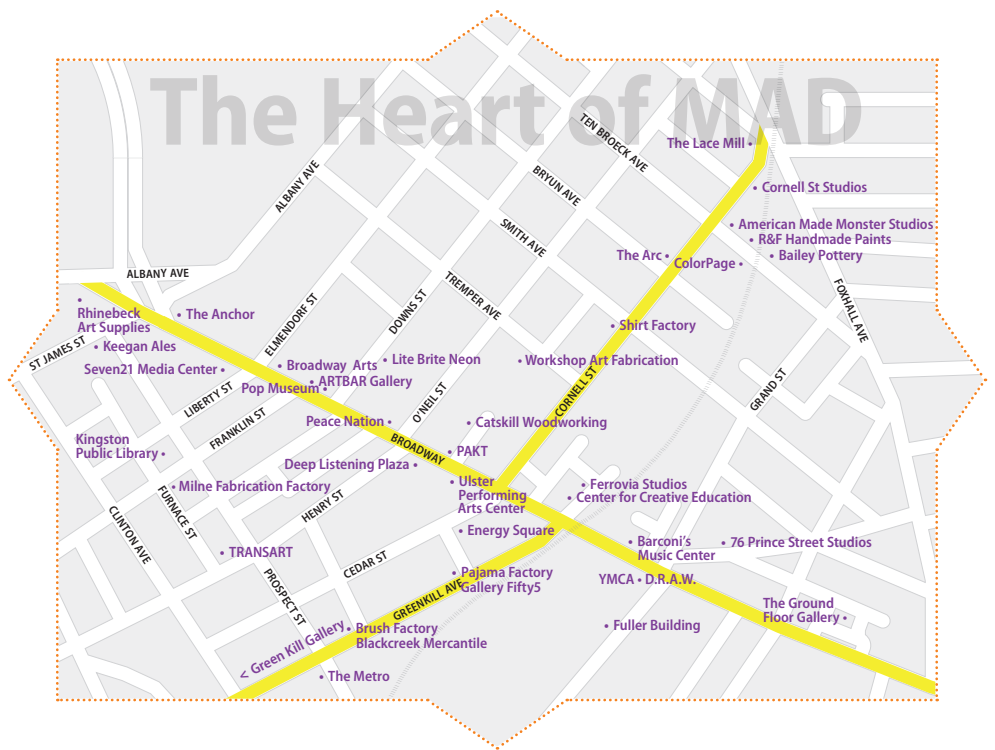 The Heart of MAD
TEN BROECK AVE
The Lace Mill
BRYUN AVE
ALBANY AVE
Cornell St Studios
SMITH AVE
American Made Monster Studios
R&F Handmade Paints
The Arc
Bailey Pottery
ColorPage
ALBANY AVE
TREMPER AVE
FOXHALL AVE
Rhinebeck
Art Supplies
The Anchor
ELMENDORF ST
DOWNS ST
Shirt Factory
ST JAMES ST
Keegan Ales
Seven21 Media Center
Broadway Arts
Lite Brite Neon
Workshop Art Fabrication
ARTBAR Gallery
Pop Museum
LIBERTY ST
O'NEIL ST
CORNELL ST
GRAND ST
FRANKLIN ST
Peace Nation
Catskill Woodworking
BROADWAY
Kingston
Public Library
PAKT
Deep Listening Plaza
Milne Fabrication Factory
Ulster
Performing
Arts Center
Ferrovia Studios
Center for Creative Education
FURNACE ST
HENRY ST
CLINTON AVE
Energy Square
TRANSART
Barconi's
Music Center
76 Prince Street Studios
CEDAR ST
Pajama Factory
Gallery Fifty5
YMCA • D.R.A.W.
PROSPECT ST
GREENKILL AVE
The Ground
Floor Gallery
Fuller Building
< Green Kill Gallery
Brush Factory
Blackcreek Mercantile
The Metro